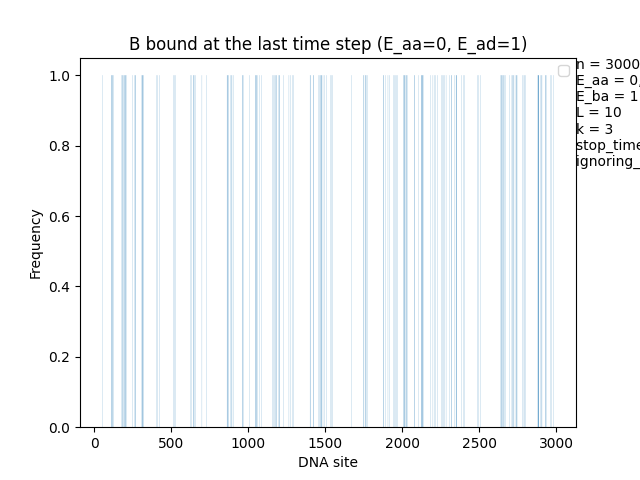 B bound at the last time step (E_aa=0, E_ad=1)
n = 3000
E_aa = 0,
E_ba = 1
L = 10
k = 3
stop_time
ignoring_
1.0
0.8
0.6
0.4
0.2
0.0
Frequency
0 500 1000 1500 2000 2500 3000
DNA site